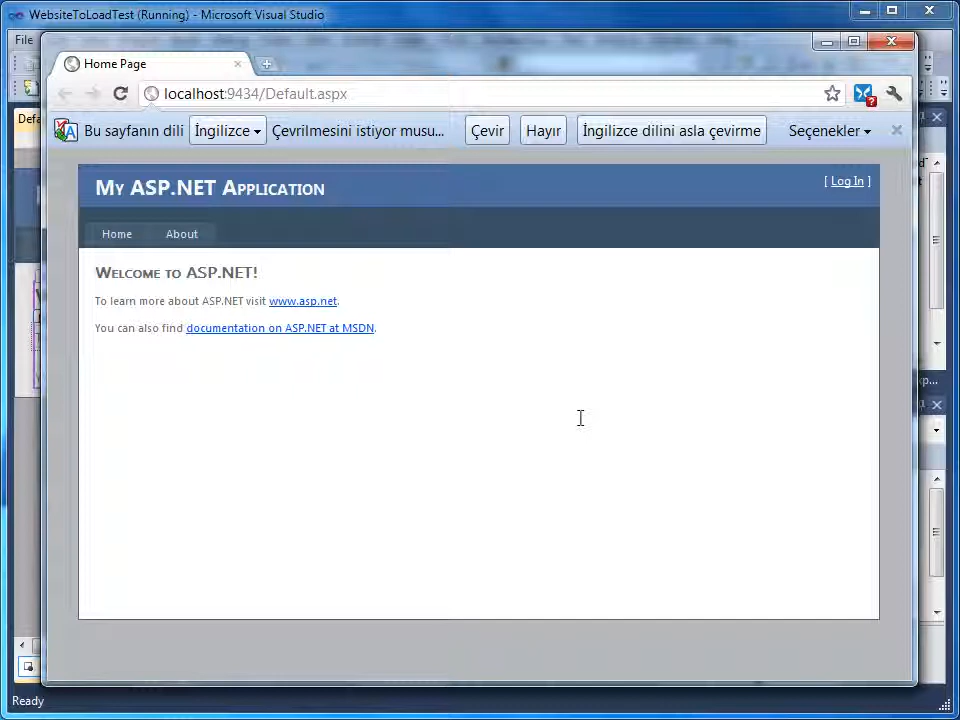 WebsiteToLoadTest (Running) - Microsoft Visual Studio
File
Home Page
localhost:9434/Default.aspx
Bu sayfanın dili İngilizce Çevrilmesini istiyor musu... Çevir Hayır İngilizce dilini asla çevirme Seçenekler
My ASP.NET Application
[ Log In ]
Home About
Welcome to ASP.NET!
To learn more about ASP.NET visit www.asp.net.
You can also find documentation on ASP.NET at MSDN.
Ready